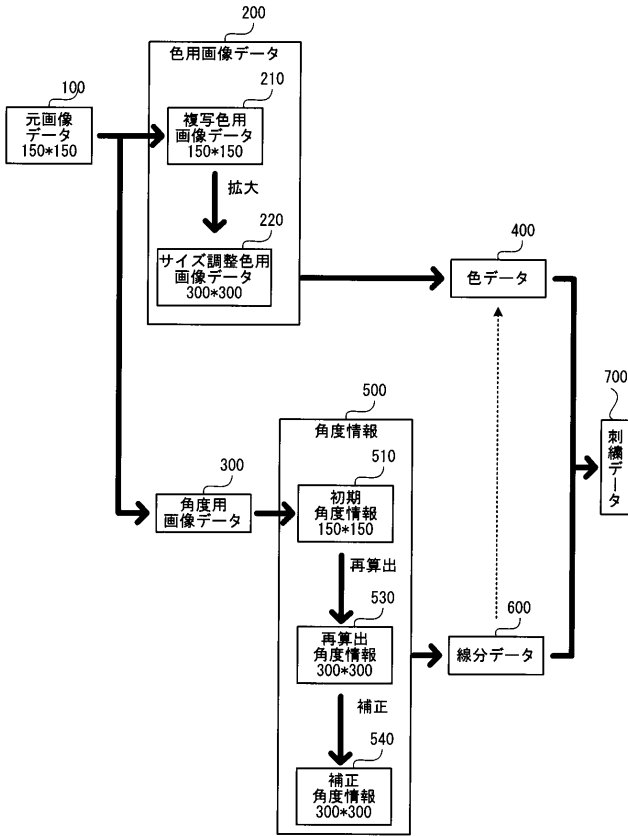 200
色用画像データ
100
元画像
データ
150*150
210
複写色用
画像データ
150*150
拡大
220
サイズ調整色用
画像データ
300*300
400
色データ
700
刺繍データ
500
角度情報
300
角度用
画像データ
510
初期
角度情報
150*150
再算出
530
再算出
角度情報
300*300
600
線分データ
補正
540
補正
角度情報
300*300